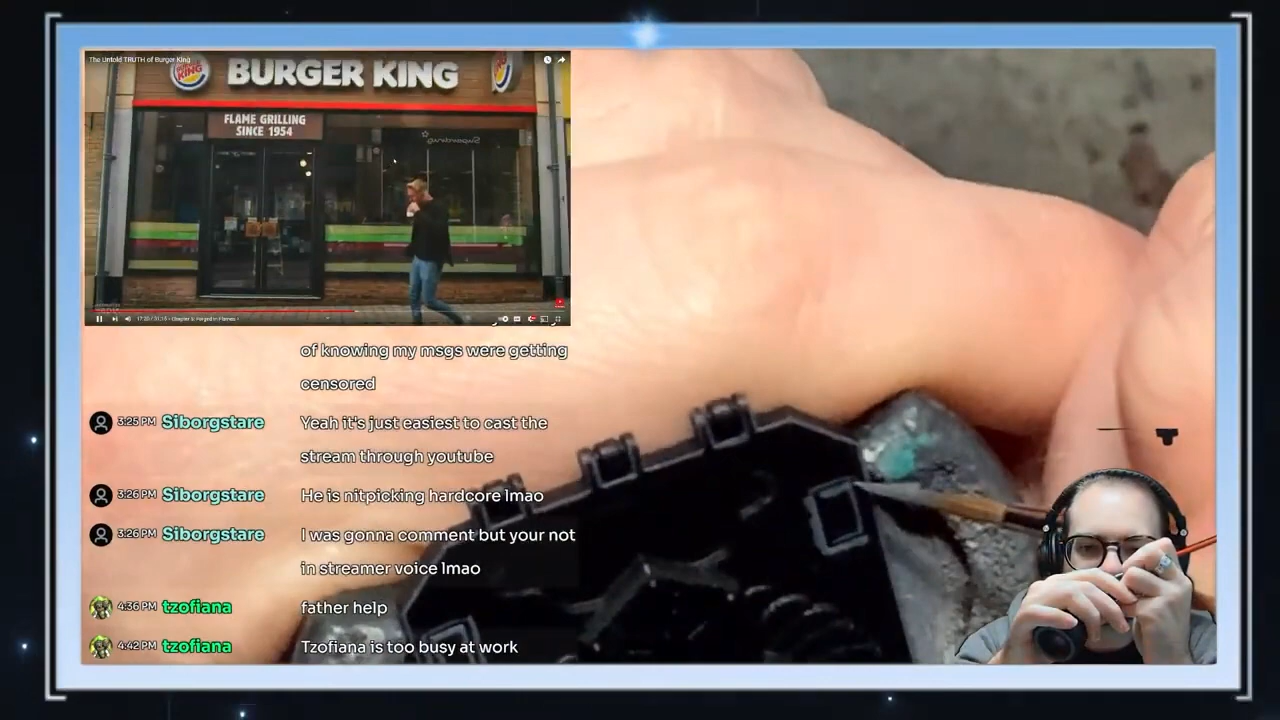 The Untold TRUTH of Burger King
BURGER KING
BURGER KING
FLAME GRILLING
SINCE 1954
Superdrug
of knowing my msgs were getting
censored
3:25 PM Siborgstare Yeah it's just easiest to cast the
stream through youtube
3:26 PM Siborgstare He is nitpicking hardcore lmao
3:26 PM Siborgstare I was gonna comment but your not
in streamer voice lmao
4:36 PM tzofiana father help
4:42 PM tzofiana Tzofiana is too busy at work